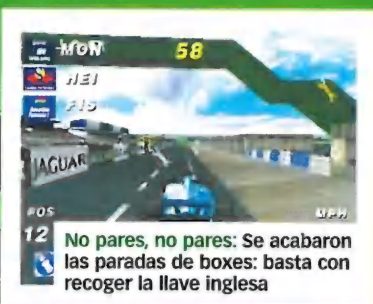 MON 58
HEI
FIS
JAGUAR
POS
MPH
12
No pares, no pares: Se acabaron
las paradas de boxes: basta con
recoger la llave inglesa